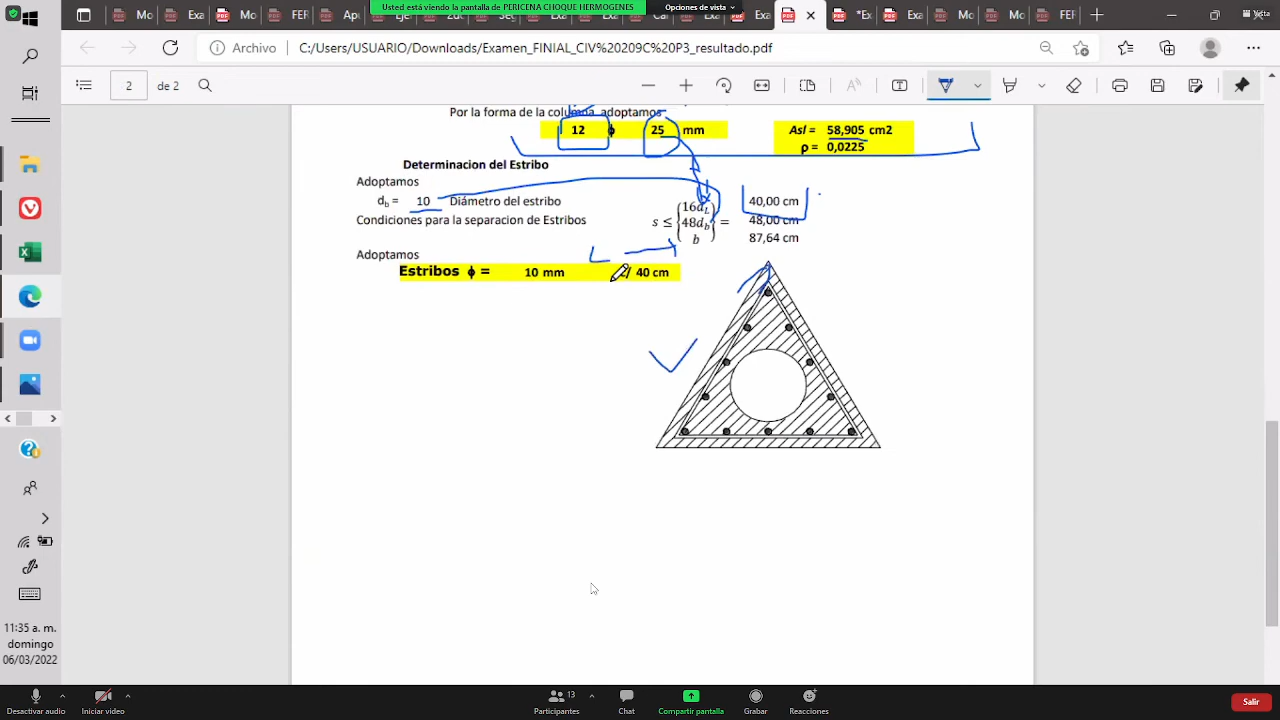 Usted está viendo la pantalla de PERICENA CHOQUE HERMOGENES
Opciones de vista
Archivo
C:/Users/USUARIO/Downloads/Examen_FINIAL_CIV%20209C%20P3_resultado.pdf
2
de 2
Por la forma de la columna, adoptamos
12 ϕ 25 mm
Asl = 58,905 cm2
ρ = 0,0225
Determinacion del Estribo
Adoptamos
d_b = 10 Diámetro del estribo
Condiciones para la separacion de Estribos
s ≤ {16d_L 48d_b b} =
40,00 cm
48,00 cm
87,64 cm
Adoptamos
Estribos ϕ = 10 mm / 40 cm
11:35 a. m.
domingo
06/03/2022
Desactivar audio
Iniciar video
13
Participantes
Chat
Compartir pantalla
Grabar
Reacciones
Salir